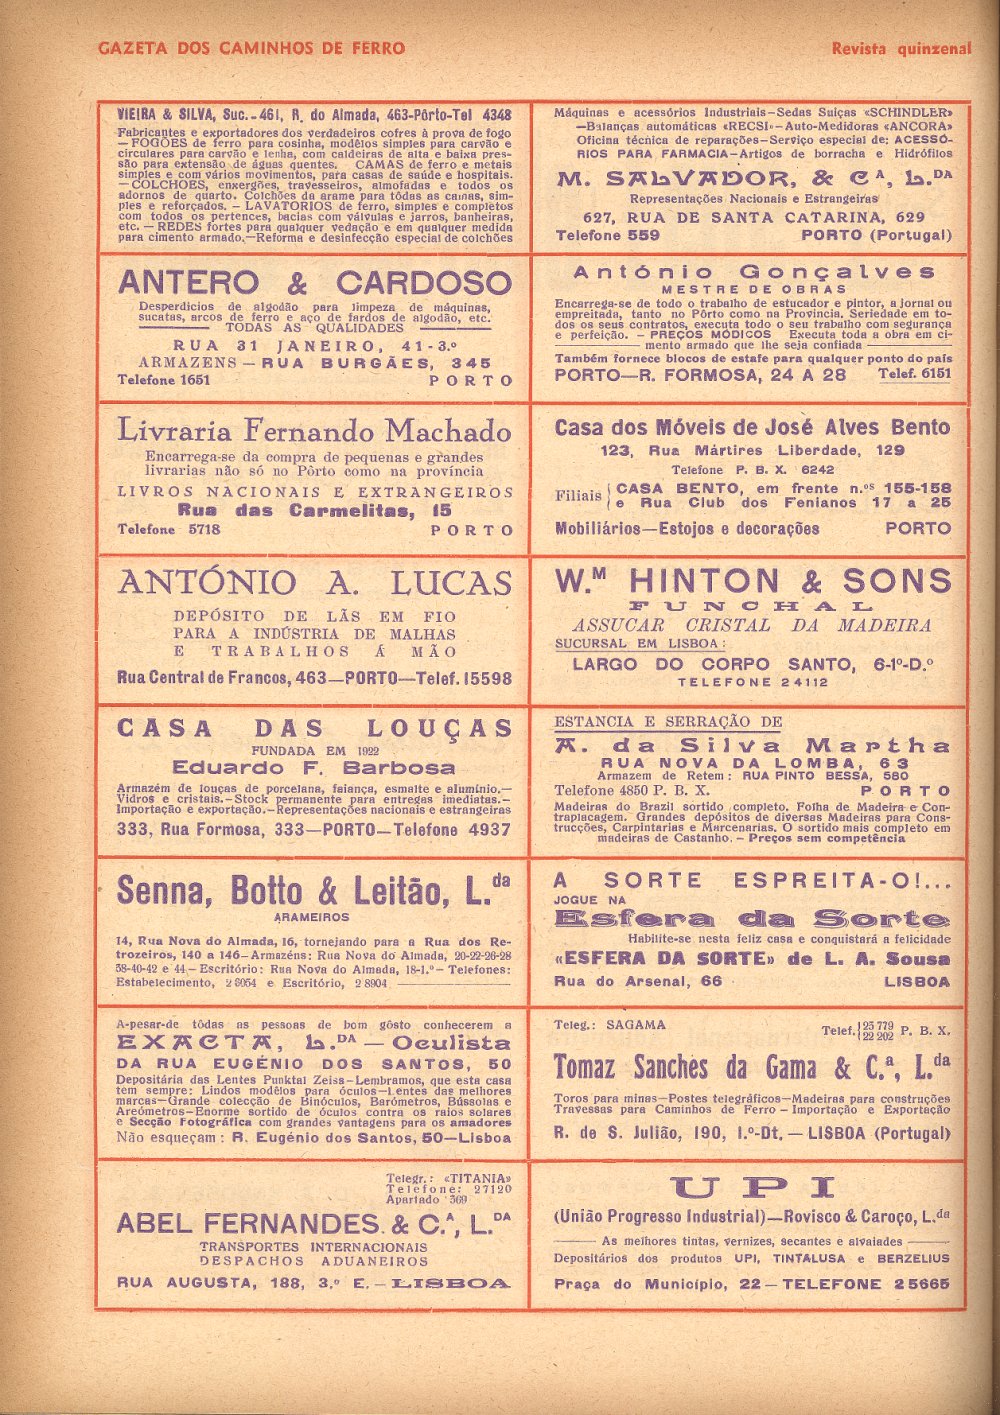 GAZETA DOS CAMINHOS DE FERRO
Revista quinzenal
VIEIRA & SILVA, Suc.-461, R. do Almada, 463-Pôrto-Tel 4348
Fabricantes e exportadores dos verdadeiros cofres à prova de fogo
— FOGÕES de ferro para cosinha, modêlos simples para carvão e
circulares para carvão e lenha, com caldeiras de alta e baixa pres-
são para extensão de águas quentes. — CAMAS de ferro e metais
simples e com vários movimentos, para casas de saúde e hospitais.
—COLCHÕES, enxergões, travesseiros, almofadas e todos os
adornos de quarto. Colchões da arame para tôdas as camas, sim-
ples e reforçados. — LAVATORIOS de ferro, simples e completos
com todos os pertences, bacias com válvulas e jarros, banheiras,
etc. — REDES fortes para qualquer vedação e em qualquer medida
para cimento armado.—Reforma e desinfecção especial de colchões
Máquinas e acessórios Industriais—Sedas Suiças «SCHINDLER»
—Balanças automáticas «RECSI»—Auto-Medidoras «ANCORA»
Oficina técnica de reparações—Serviço especial de: ACESSÓ-
RIOS PARA FARMACIA—Artigos de borracha e Hidrófilos
M. SALVADOR, & Cª, L.DA
Representações Nacionais e Estrangeiras
627, RUA DE SANTA CATARINA, 629
Telefone 559 PORTO (Portugal)
ANTERO & CARDOSO
Desperdicios de algodão para limpeza de máquinas,
sucatas, arcos de ferro e aço de fardos de algodão, etc.
TODAS AS QUALIDADES
RUA 31 JANEIRO, 41-3.º
ARMAZENS — RUA BURGÃES, 345
Telefone 1651 PORTO
António Gonçalves
MESTRE DE OBRAS
Encarrega-se de todo o trabalho de estucador e pintor, a jornal ou
empreitada, tanto no Pôrto como na Provincia. Seriedade em to-
dos os seus contratos, executa todo o seu trabalho com segurança
e perfeição. — PREÇOS MÓDICOS Executa toda a obra em ci-
mento armado que lhe seja confiada
Também fornece blocos de estafe para qualquer ponto do país
PORTO—R. FORMOSA, 24 A 28 Telef. 6151
Livraria Fernando Machado
Encarrega-se da compra de pequenas e grandes
livrarias não só no Pôrto como na província
LIVROS NACIONAIS E EXTRANGEIROS
Rua das Carmelitas, 15
Telefone 5718 PORTO
Casa dos Móveis de José Alves Bento
123, Rua Mártires Liberdade, 129
Telefone P. B. X. 6242
Filiais { CASA BENTO, em frente n.ºs 155-158
e Rua Club dos Fenianos 17 a 25
Mobiliários—Estojos e decorações PORTO
ANTÓNIO A. LUCAS
DEPÓSITO DE LÃS EM FIO
PARA A INDÚSTRIA DE MALHAS
E TRABALHOS Á MÃO
Rua Central de Francos, 463—PORTO—Telef. 15598
W.M HINTON & SONS
FUNCHAL
ASSUCAR CRISTAL DA MADEIRA
SUCURSAL EM LISBOA:
LARGO DO CORPO SANTO, 6-1º-D.º
TELEFONE 24112
CASA DAS LOUÇAS
FUNDADA EM 1922
Eduardo F. Barbosa
Armazém de louças de porcelana, faiança, esmalte e alumínio.—
Vidros e cristais.—Stock permanente para entregas imediatas.—
Importação e exportação.—Representações nacionais e estrangeiras
333, Rua Formosa, 333—PORTO—Telefone 4937
ESTANCIA E SERRAÇÃO DE
A. da Silva Martha
RUA NOVA DA LOMBA, 63
Armazem de Retem: RUA PINTO BESSA, 580
Telefone 4850 P. B. X. PORTO
Madeiras do Brazil sortido completo. Folha de Madeira e Con-
traplacagem. Grandes depósitos de diversas Madeiras para Cons-
trucções, Carpintarias e Marcenarias. O sortido mais completo em
madeiras de Castanho. — Preços sem competência
Senna, Botto & Leitão, L.da
ARAMEIROS
14, Rua Nova do Almada, 16, tornejando para a Rua dos Re-
trozeiros, 140 a 146—Armazéns: Rua Nova do Almada, 20-22-26-28
38-40-42 e 44 — Escritório: Rua Nova do Almada, 18-1.º — Telefones:
Estabelecimento, 2 3054 e Escritório, 2 8904
A SORTE ESPREITA-O!...
JOGUE NA
Esfera da Sorte
Habilite-se nesta feliz casa e conquistará a felicidade
«ESFERA DA SORTE» de L. A. Sousa
Rua do Arsenal, 66 LISBOA
A-pesar-de tôdas as pessoas de bom gôsto conhecerem a
EXACTA, L.DA — Oculista
DA RUA EUGÉNIO DOS SANTOS, 50
Depositária das Lentes Punktal Zeiss—Lembramos, que esta casa
tem sempre: Lindos modêlos para óculos—Lentes das melhores
marcas—Grande colecção de Binóculos, Barómetros, Bússolas e
Areómetros—Enorme sortido de óculos contra os raios solares
e Secção Fotográfica com grandes vantagens para os amadores
Não esqueçam: R. Eugénio dos Santos, 50—Lisboa
Teleg.: SAGAMA Telef. { 25 779
22 202 P. B. X.
Tomaz Sanches da Gama & C.ª, L.da
Toros para minas—Postes telegráficos—Madeiras para construções
Travessas para Caminhos de Ferro — Importação e Exportação
R. de S. Julião, 190, 1.º-Dt. — LISBOA (Portugal)
Telegr.: «TITANIA»
Telefone: 27120
Apartado 369
ABEL FERNANDES. & C.A, L.DA
TRANSPORTES INTERNACIONAIS
DESPACHOS ADUANEIROS
RUA AUGUSTA, 188, 3.º E. — LISBOA
UPI
(União Progresso Industrial)—Rovisco & Caroço, L.da
As melhores tintas, vernizes, secantes e alvaiades
Depositários dos produtos UPI, TINTALUSA e BERZELIUS
Praça do Município, 22 — TELEFONE 25665